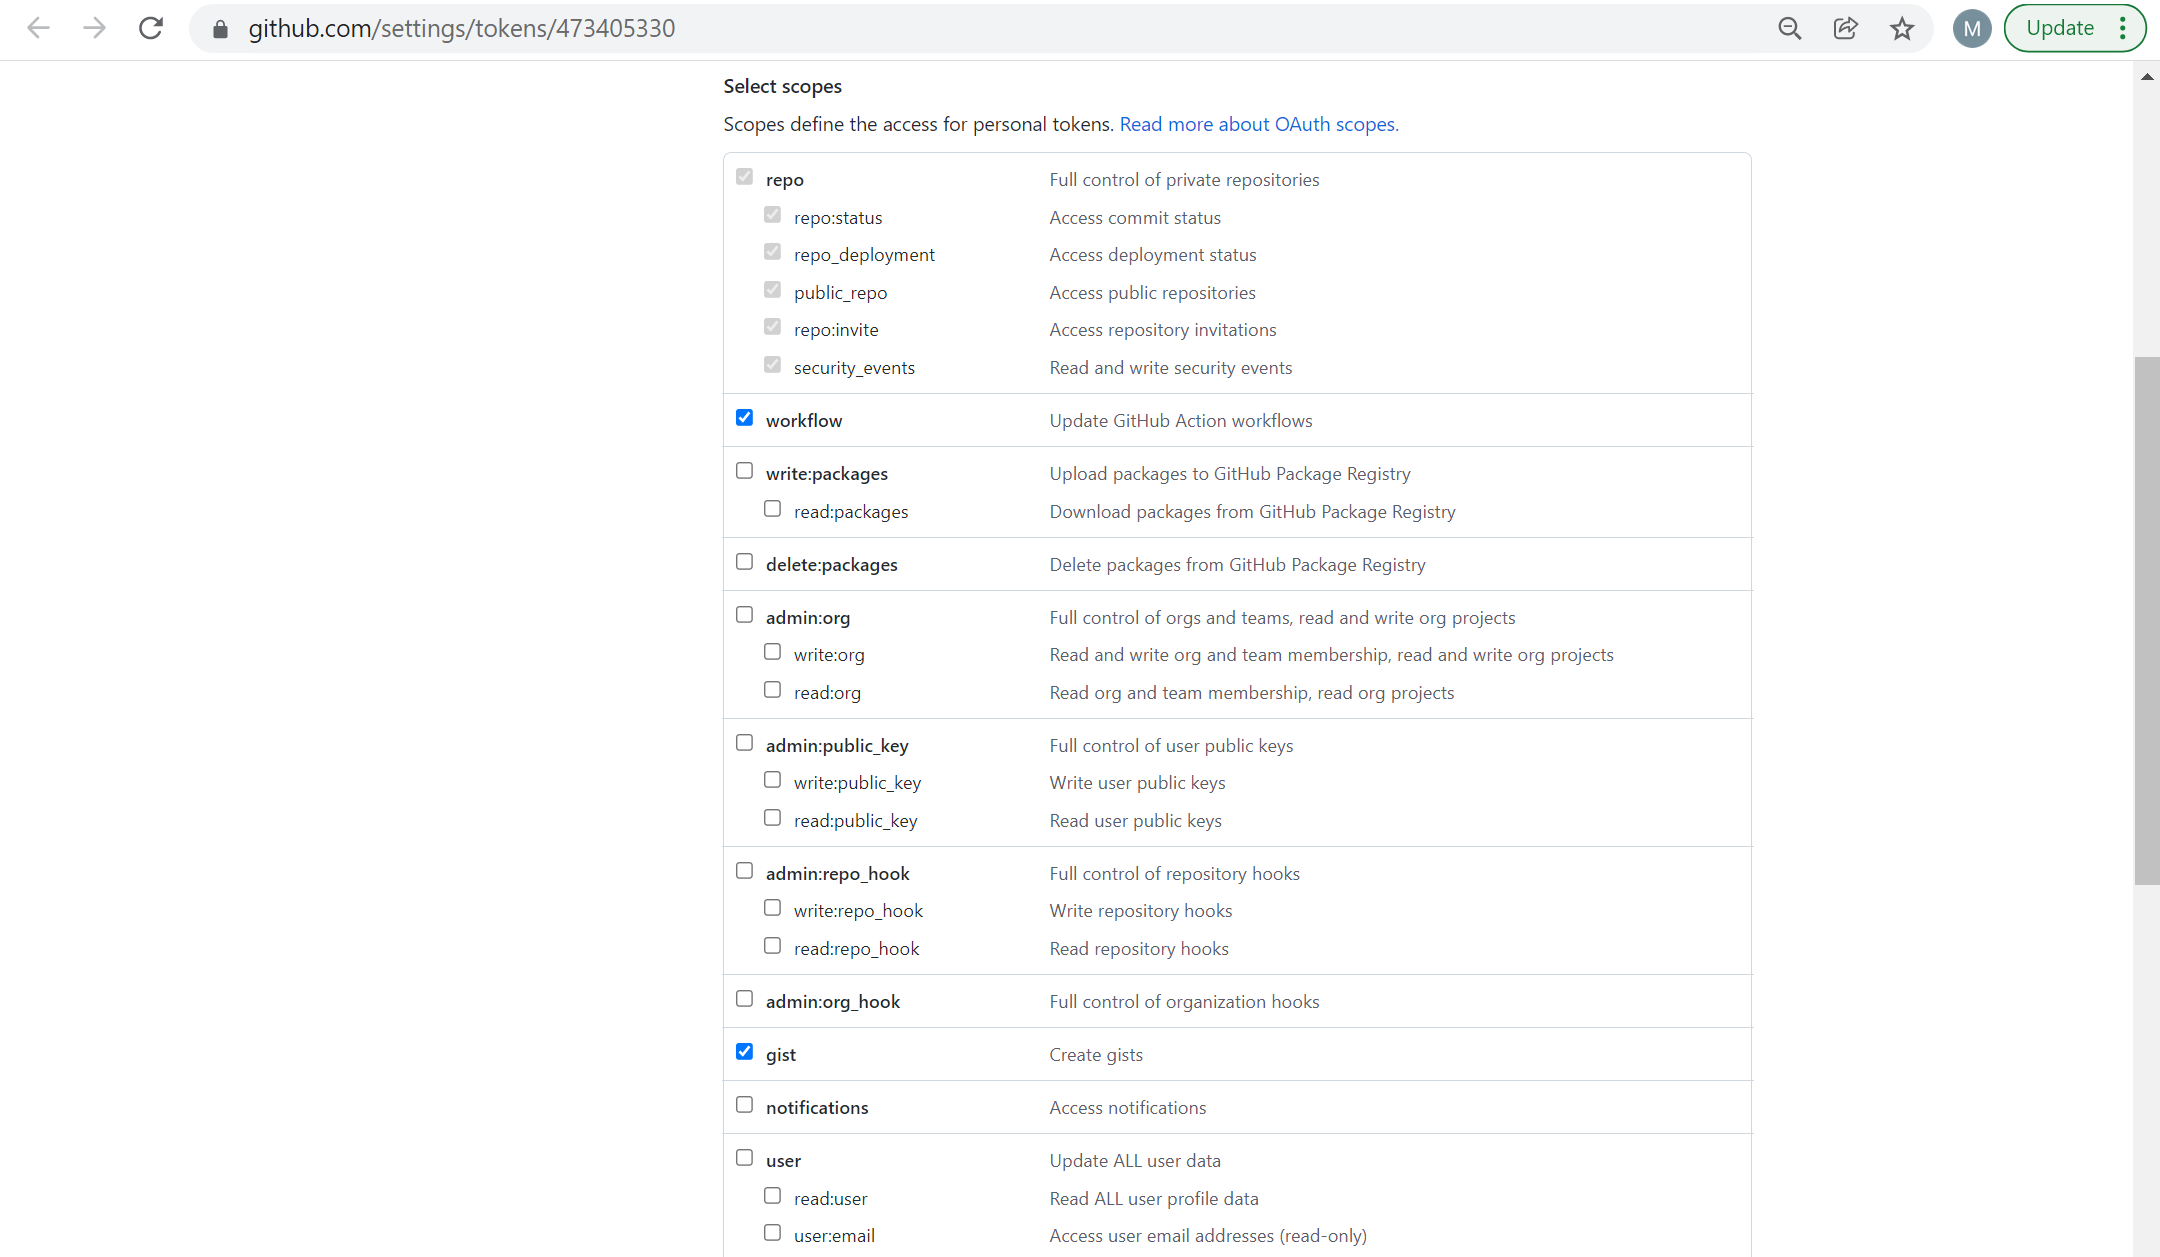 github.com/settings/tokens/473405330
M
Update
Select scopes
Scopes define the access for personal tokens. Read more about OAuth scopes.
repo Full control of private repositories
repo:status Access commit status
repo_deployment Access deployment status
public_repo Access public repositories
repo:invite Access repository invitations
security_events Read and write security events
workflow Update GitHub Action workflows
write:packages Upload packages to GitHub Package Registry
read:packages Download packages from GitHub Package Registry
delete:packages Delete packages from GitHub Package Registry
admin:org Full control of orgs and teams, read and write org projects
write:org Read and write org and team membership, read and write org projects
read:org Read org and team membership, read org projects
admin:public_key Full control of user public keys
write:public_key Write user public keys
read:public_key Read user public keys
admin:repo_hook Full control of repository hooks
write:repo_hook Write repository hooks
read:repo_hook Read repository hooks
admin:org_hook Full control of organization hooks
gist Create gists
notifications Access notifications
user Update ALL user data
read:user Read ALL user profile data
user:email Access user email addresses (read-only)